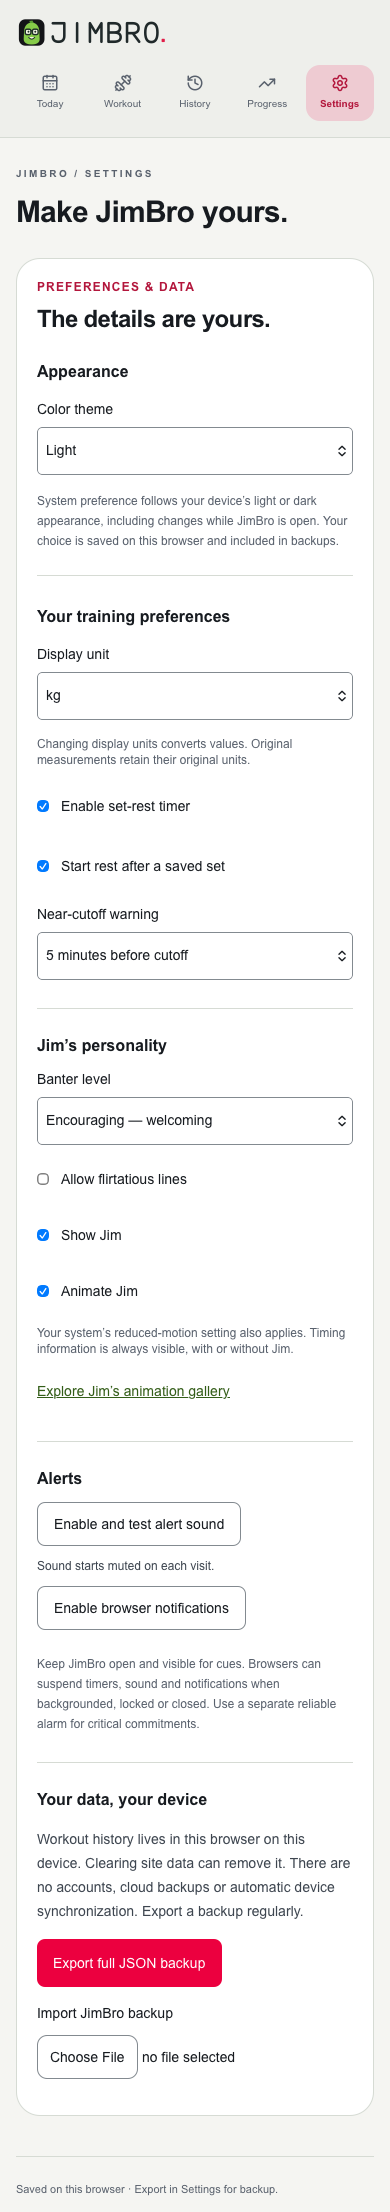 JIMBRO.
Today Workout History Progress Settings
JIMBRO / SETTINGS
Make JimBro yours.
PREFERENCES & DATA
The details are yours.
Appearance
Color theme
Light
System preference follows your device's light or dark
appearance, including changes while JimBro is open. Your
choice is saved on this browser and included in backups.
Your training preferences
Display unit
kg
Changing display units converts values. Original
measurements retain their original units.
Enable set-rest timer
Start rest after a saved set
Near-cutoff warning
5 minutes before cutoff
Jim’s personality
Banter level
Encouraging — welcoming
Allow flirtatious lines
Show Jim
Animate Jim
Your system’s reduced-motion setting also applies. Timing
information is always visible, with or without Jim.
Explore Jim’s animation gallery
Alerts
Enable and test alert sound
Sound starts muted on each visit.
Enable browser notifications
Keep JimBro open and visible for cues. Browsers can
suspend timers, sound and notifications when
backgrounded, locked or closed. Use a separate reliable
alarm for critical commitments.
Your data, your device
Workout history lives in this browser on this
device. Clearing site data can remove it. There are
no accounts, cloud backups or automatic device
synchronization. Export a backup regularly.
Export full JSON backup
Import JimBro backup
Choose File no file selected
Saved on this browser · Export in Settings for backup.